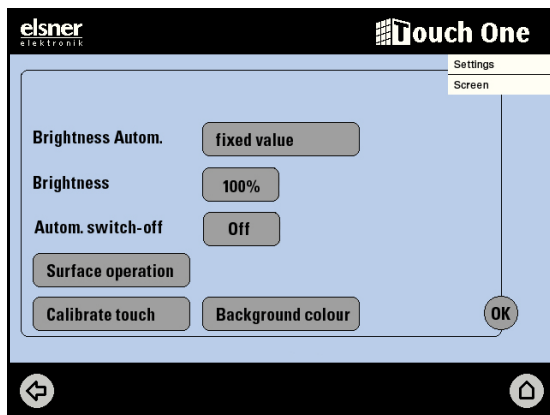 elsner
elektronik
Touch One
Settings
Screen
Brightness Autom.
fixed value
Brightness
100%
Autom. switch-off
Off
Surface operation
Calibrate touch
Background colour
OK